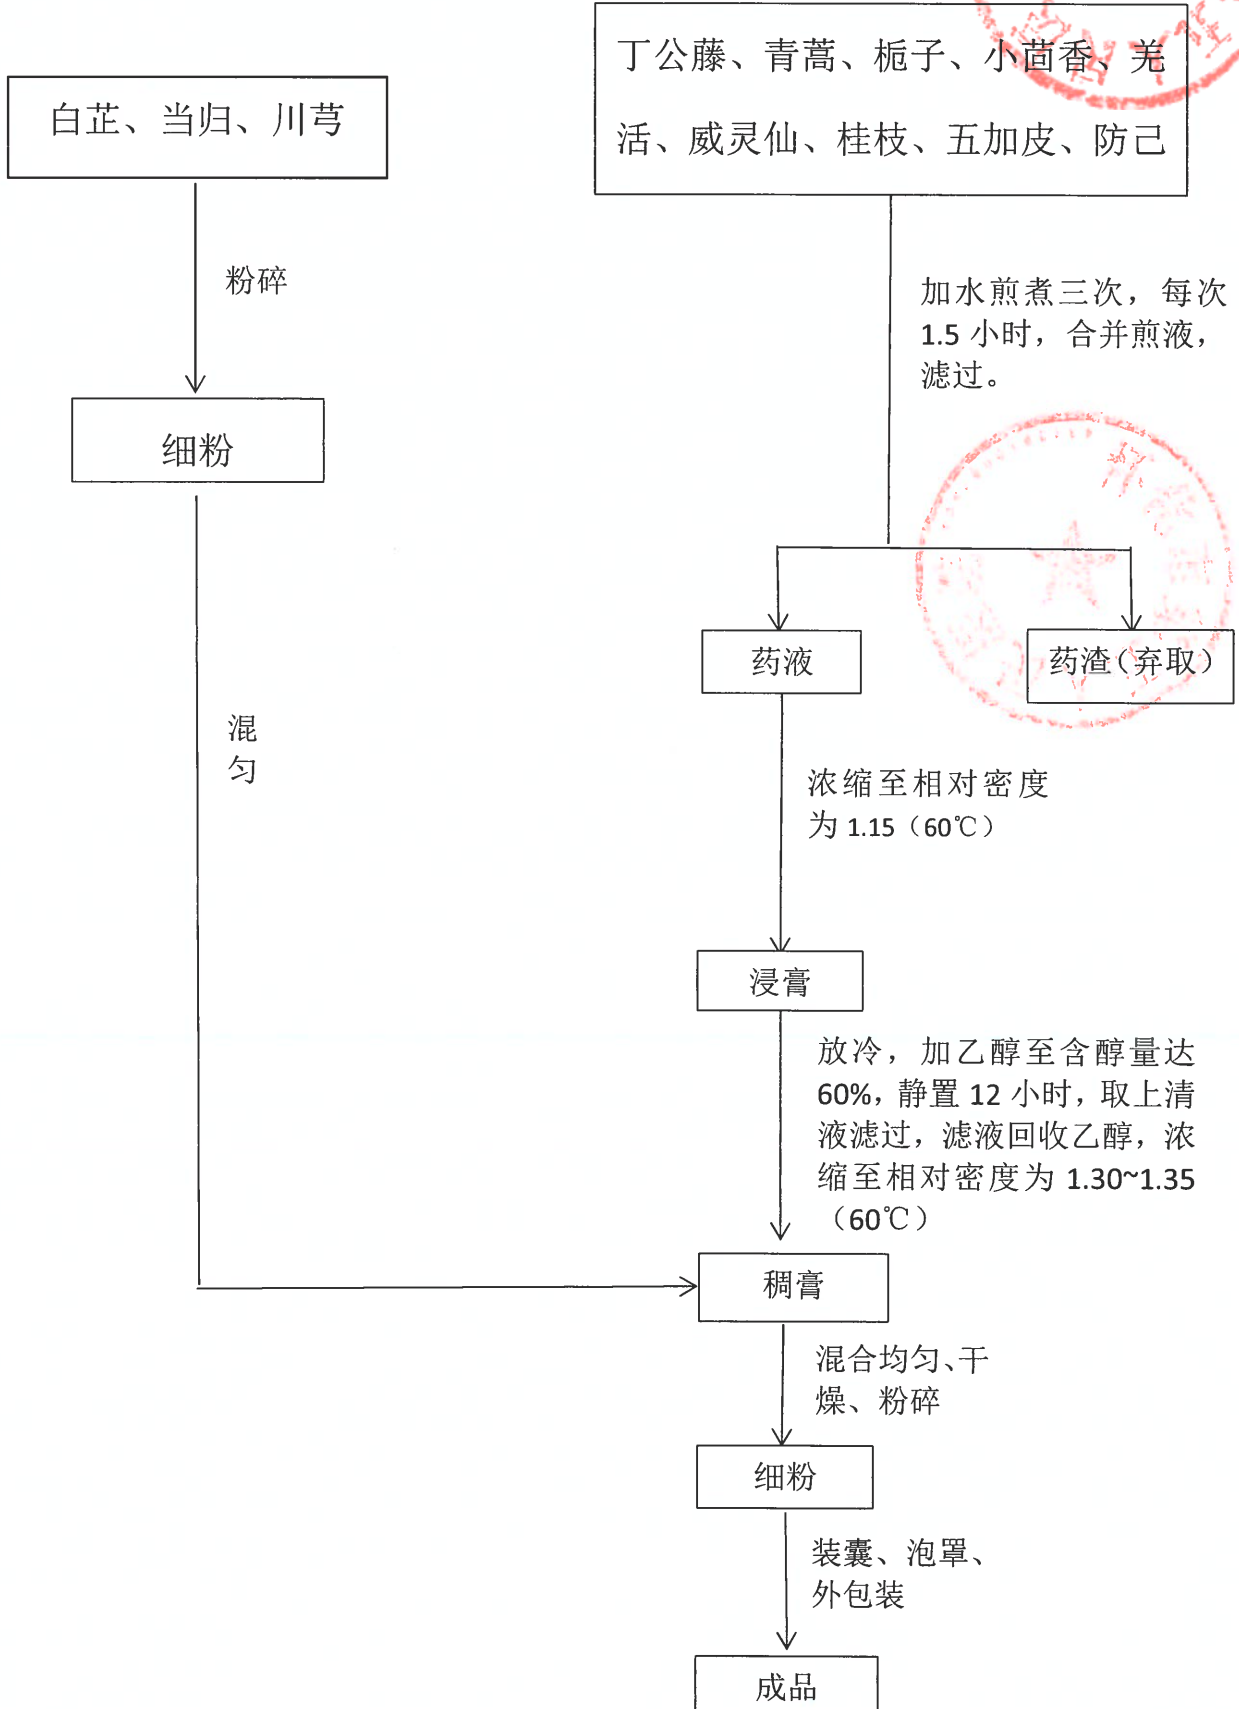 白芷、当归、川芎
丁公藤、青蒿、栀子、小茴香、羌
活、威灵仙、桂枝、五加皮、防己
粉碎
加水煎煮三次，每次
1.5 小时，合并煎液，
滤过。
细粉
药液
药渣（弃取）
混
匀
浓缩至相对密度
为 1.15（60℃）
浸膏
放冷，加乙醇至含醇量达
60%，静置 12 小时，取上清
液滤过，滤液回收乙醇，浓
缩至相对密度为 1.30~1.35
（60℃）
稠膏
混合均匀、干
燥、粉碎
细粉
装囊、泡罩、
外包装
成品